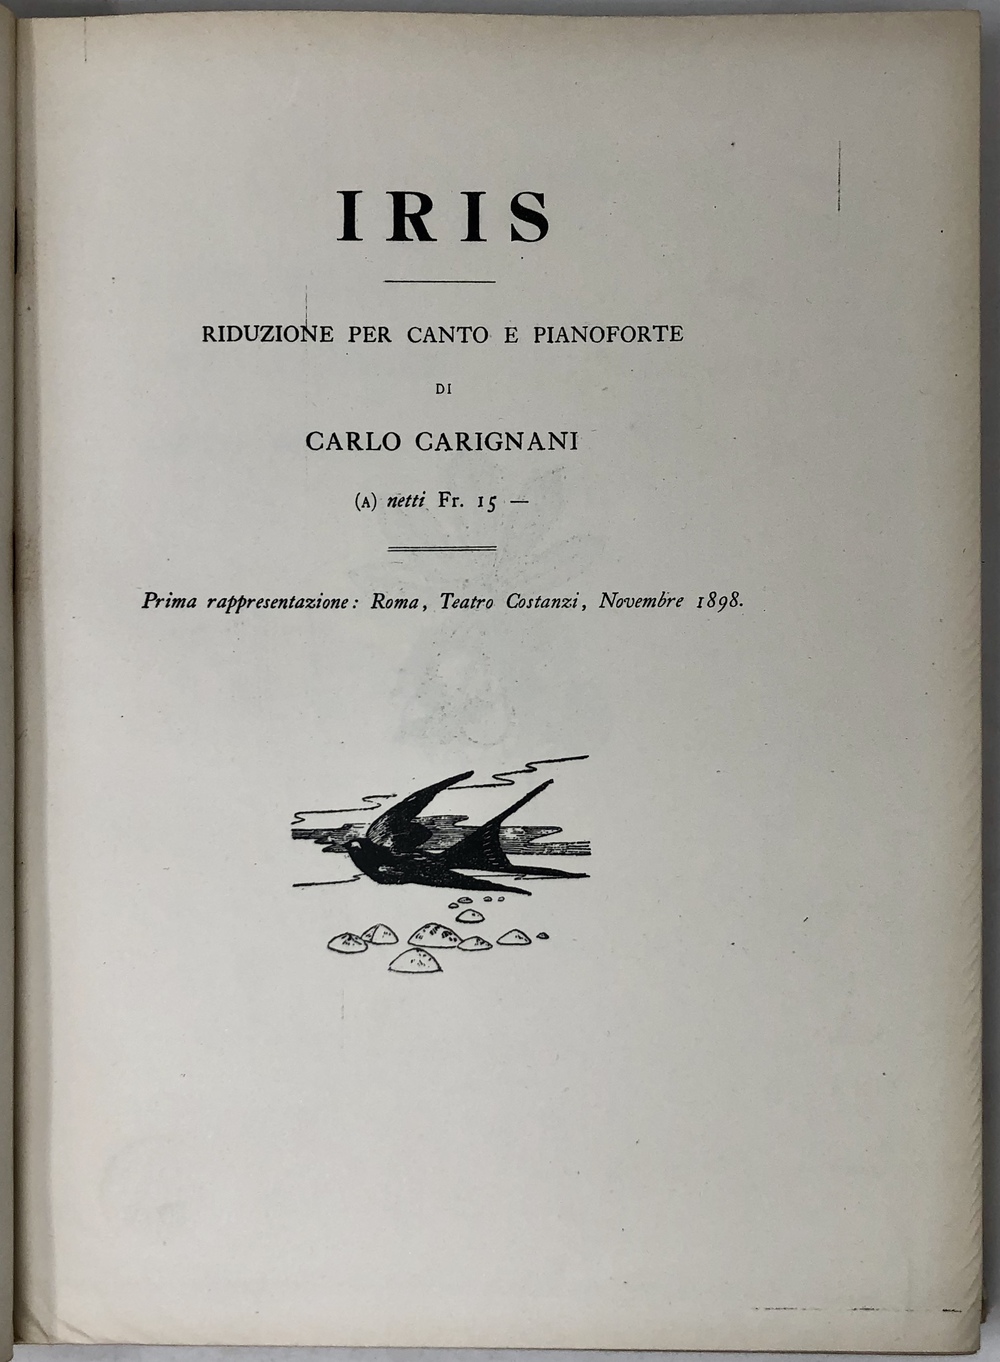 IRIS
RIDUZIONE PER CANTO E PIANOFORTE
DI
CARLO CARIGNANI
(A) netti Fr. 15 —
Prima rappresentazione: Roma, Teatro Costanzi, Novembre 1898.